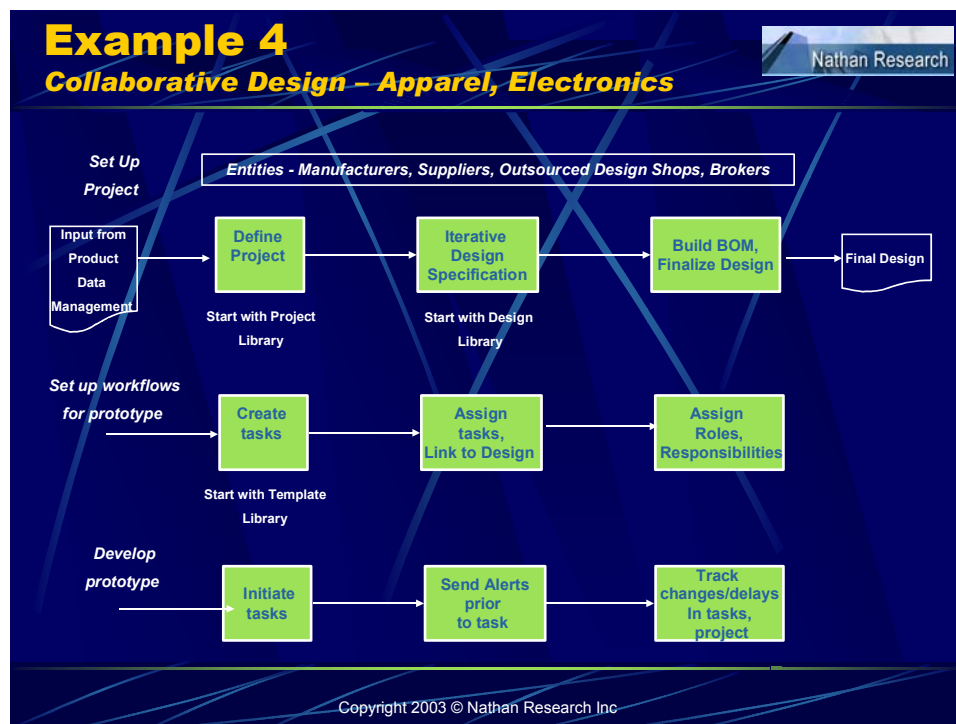 Example 4
Collaborative Design – Apparel, Electronics
Nathan Research
Set Up
Project
Entities - Manufacturers, Suppliers, Outsourced Design Shops, Brokers
Input from
Product
Data
Management
Define
Project
Iterative
Design
Specification
Build BOM,
Finalize Design
Final Design
Start with Project
Library
Start with Design
Library
Set up workflows
for prototype
Create
tasks
Assign
tasks,
Link to Design
Assign
Roles,
Responsibilities
Start with Template
Library
Develop
prototype
Initiate
tasks
Send Alerts
prior
to task
Track
changes/delays
In tasks,
project
Copyright 2003 © Nathan Research Inc